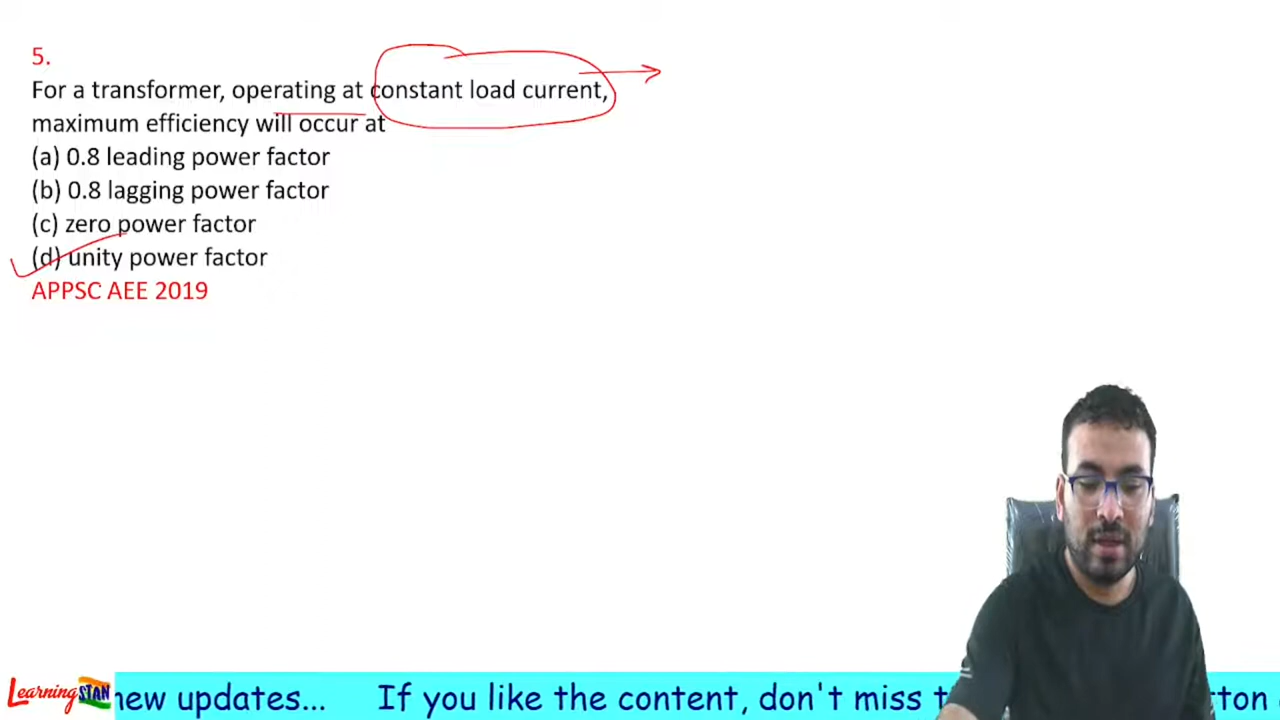 5.
For a transformer, operating at constant load current,
maximum efficiency will occur at
(a) 0.8 leading power factor
(b) 0.8 lagging power factor
(c) zero power factor
(d) unity power factor
APPSC AEE 2019
Learning STAN
new updates... If you like the content, don't miss